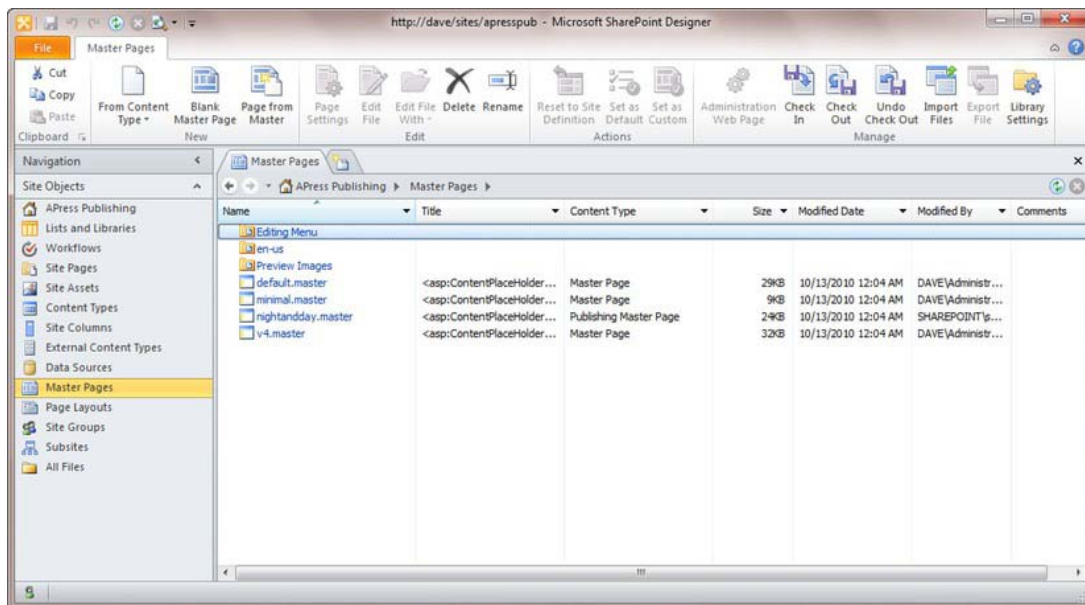 http://dave/sites/apresspub - Microsoft SharePoint Designer
File Master Pages
Cut
Copy
Paste
Clipboard
From Content Type
Blank Master Page
Page from Master
New
Page Settings
Edit File
Edit File With
Delete
Rename
Edit
Reset to Site Definition
Set as Default
Set as Custom
Actions
Administration Web Page
Check In
Check Out
Undo Check Out
Import Files
Export File
Library Settings
Manage
Navigation
Site Objects
APress Publishing
Lists and Libraries
Workflows
Site Pages
Site Assets
Content Types
Site Columns
External Content Types
Data Sources
Master Pages
Page Layouts
Site Groups
Subsites
All Files
Master Pages
APress Publishing Master Pages
Name Title Content Type Size Modified Date Modified By Comments
Editing Menu
en-us
Preview Images
default.master <asp:ContentPlaceHolder... Master Page 29KB 10/13/2010 12:04 AM DAVE\Administr...
minimal.master <asp:ContentPlaceHolder... Master Page 9KB 10/13/2010 12:04 AM DAVE\Administr...
nightandday.master <asp:ContentPlaceHolder... Publishing Master Page 24KB 10/13/2010 12:04 AM SHAREPOINT\s...
v4.master <asp:ContentPlaceHolder... Master Page 32KB 10/13/2010 12:04 AM DAVE\Administr...